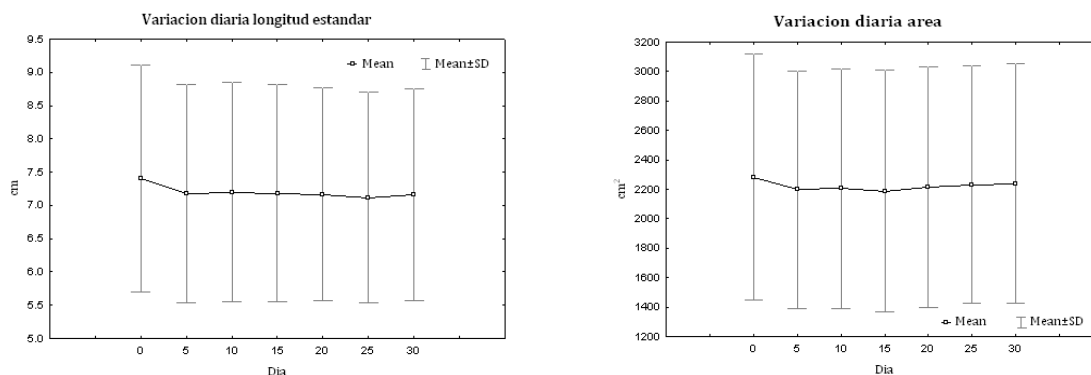 Variacion diaria longitud estandar
9.5
9.0
8.5
8.0
7.5
7.0
6.5
6.0
5.5
5.0
cm
Mean Mean±SD
0 5 10 15 20 25 30
Dia
Variacion diaria area
3200
3000
2800
2600
2400
2200
2000
1800
1600
1400
1200
cm²
Mean Mean±SD
0 5 10 15 20 25 30
Dia